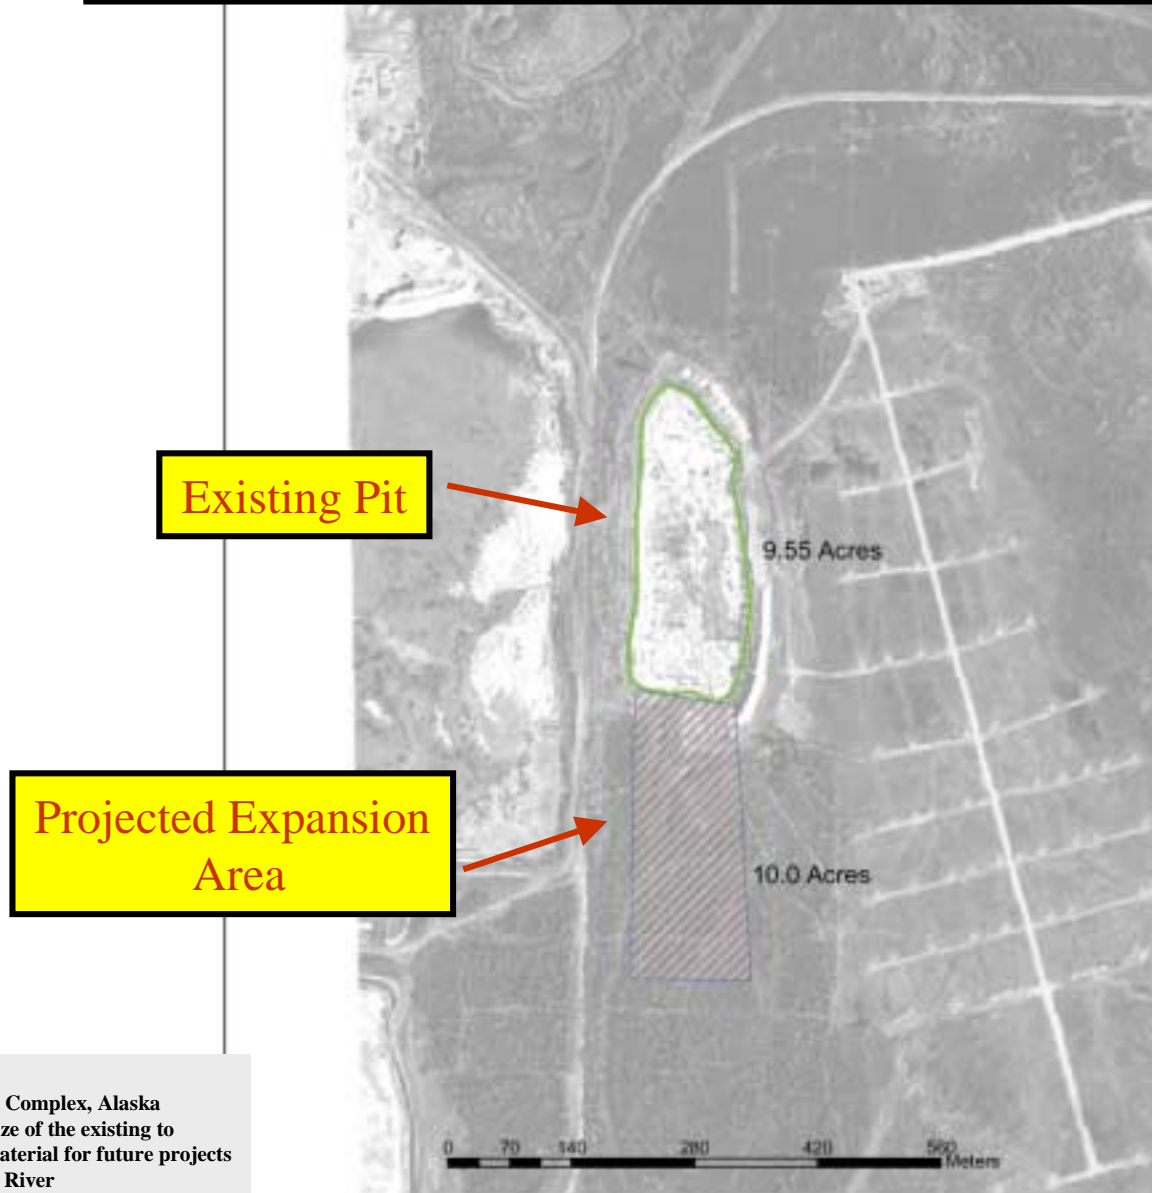 Existing Pit
9.55 Acres
Projected Expansion
Area
10.0 Acres
Complex, Alaska
ze of the existing to
aterial for future projects
River
0 70 140 280 420 560
Meters